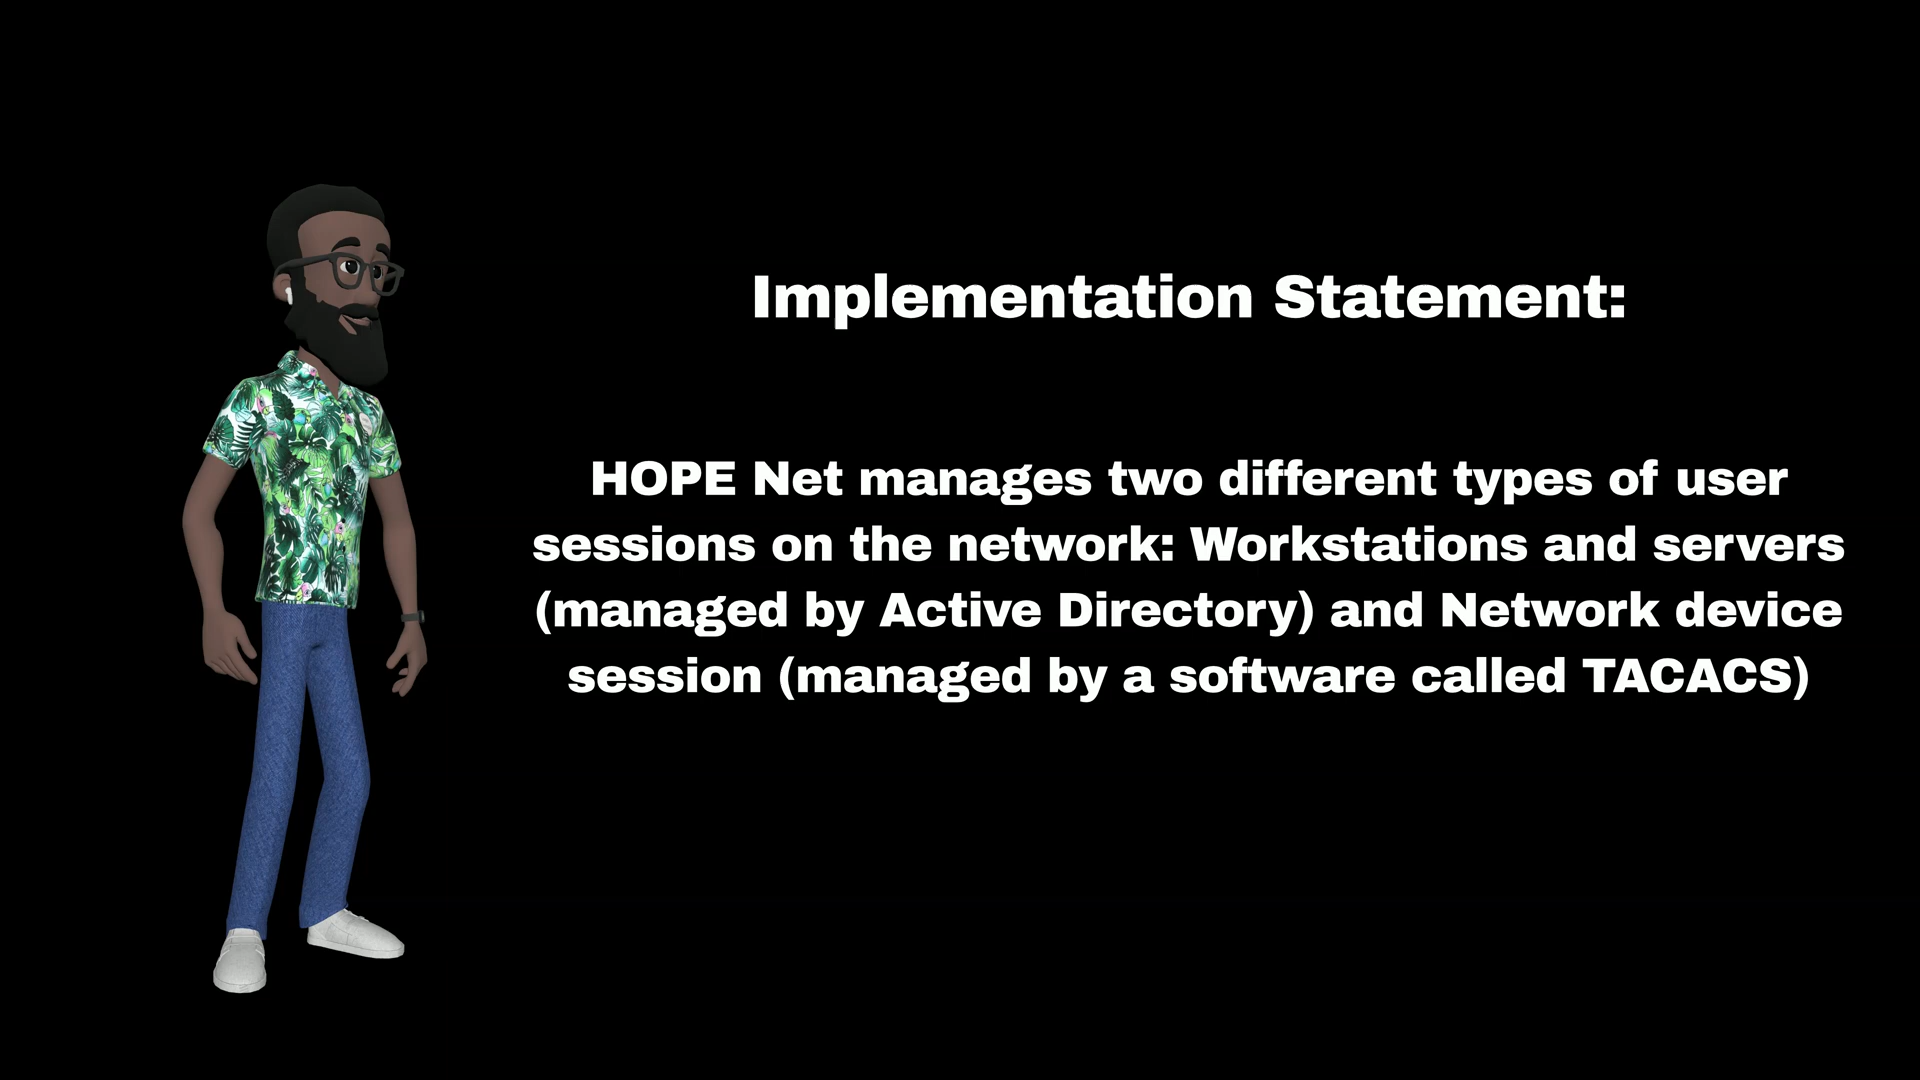 Implementation Statement:
HOPE Net manages two different types of user
sessions on the network: Workstations and servers
(managed by Active Directory) and Network device
session (managed by a software called TACACS)